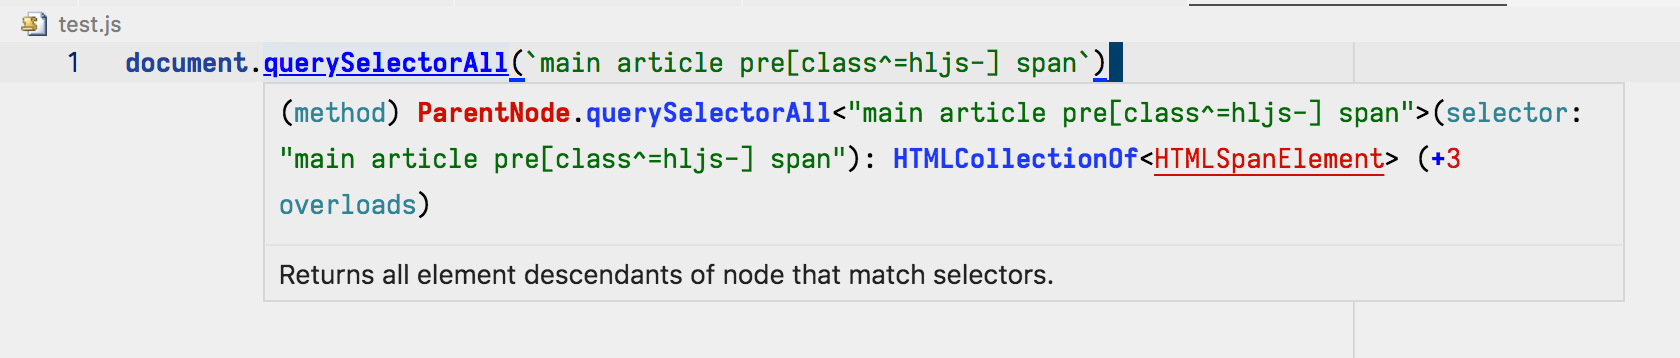 test.js
1 document.querySelectorAll(`main article pre[class^=hljs-] span`)
(method) ParentNode.querySelectorAll<"main article pre[class^=hljs-] span">(selector:
"main article pre[class^=hljs-] span"): HTMLCollectionOf<HTMLSpanElement> (+3
overloads)
Returns all element descendants of node that match selectors.